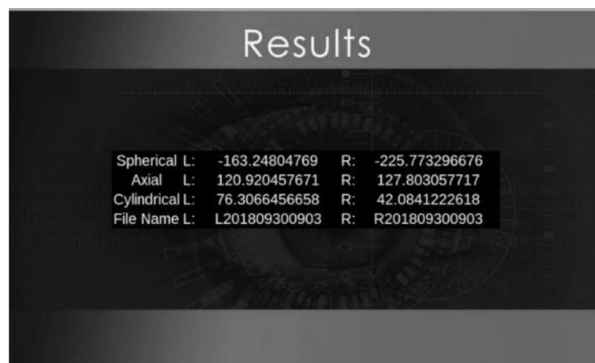 Results
Spherical L: -163.24804769 R: -225.773296676
Axial L: 120.920457671 R: 127.803057717
Cylindrical L: 76.3066456658 R: 42.0841222618
File Name L: L201809300903 R: R201809300903